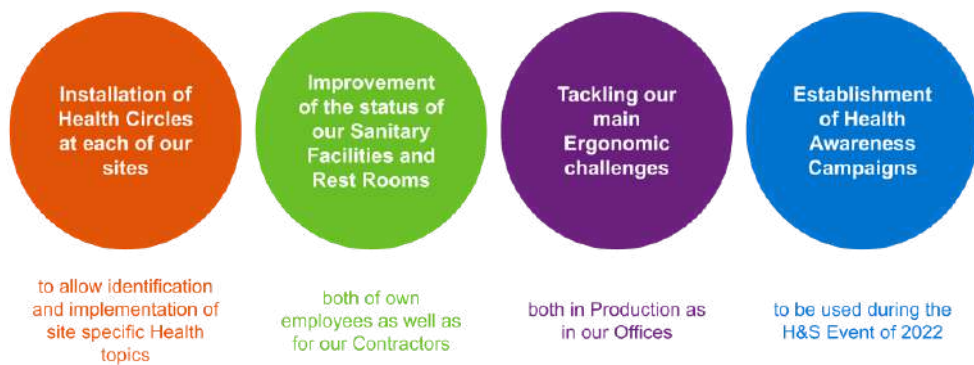 Installation of
Health Circles
at each of our
sites
to allow identification
and implementation of
site specific Health
topics
Improvement
of the status of
our Sanitary
Facilities and
Rest Rooms
both of own
employees as well as
for our Contractors
Tackling our
main
Ergonomic
challenges
both in Production as
in our Offices
Establishment
of Health
Awareness
Campaigns
to be used during the
H&S Event of 2022